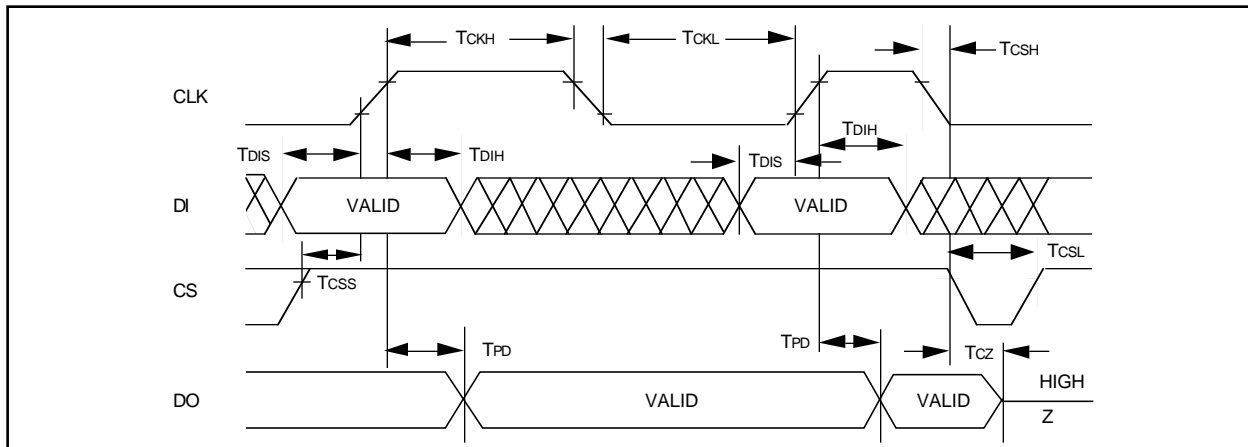 TCKH
TCKL
TCSH
CLK
TDIS
TDIH
TDIS
TDIH
DI
VALID
VALID
TCSS
TCSL
CS
TPD
TPD
TCZ
DO
VALID
VALID
HIGH
Z